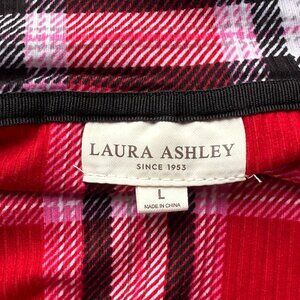 LAURA ASHLEY
SINCE 1953
L
MADE IN CHINA